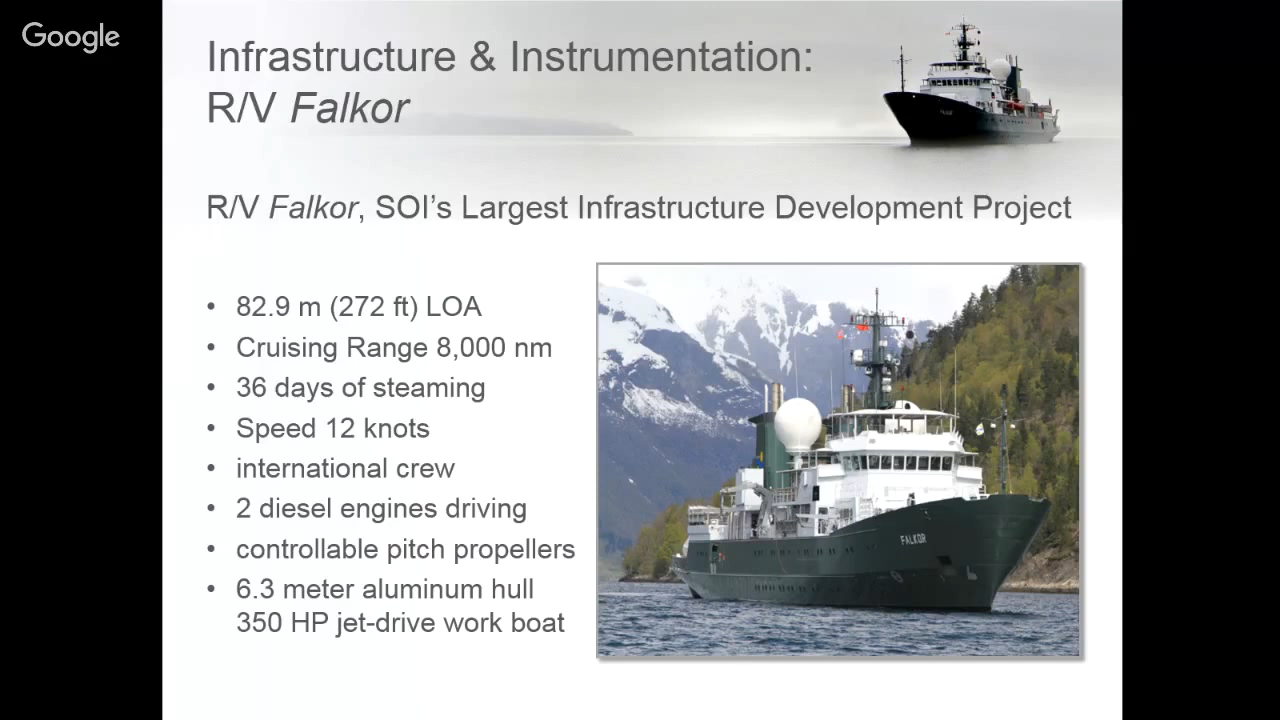 Google
Infrastructure & Instrumentation:
R/V Falkor
R/V Falkor, SOI’s Largest Infrastructure Development Project
• 82.9 m (272 ft) LOA
• Cruising Range 8,000 nm
• 36 days of steaming
• Speed 12 knots
• international crew
• 2 diesel engines driving
• controllable pitch propellers
• 6.3 meter aluminum hull
350 HP jet-drive work boat
FALKOR